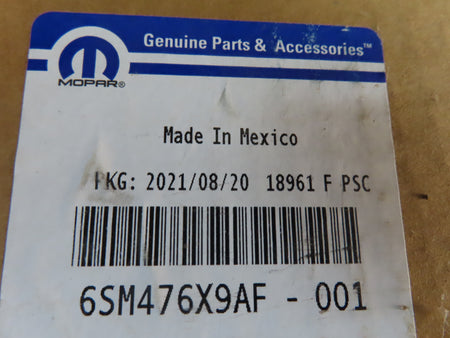 Genuine Parts & Accessories™
MOPAR®
Made In Mexico
PKG: 2021/08/20 18961 F PSC
6SM476X9AF - 001